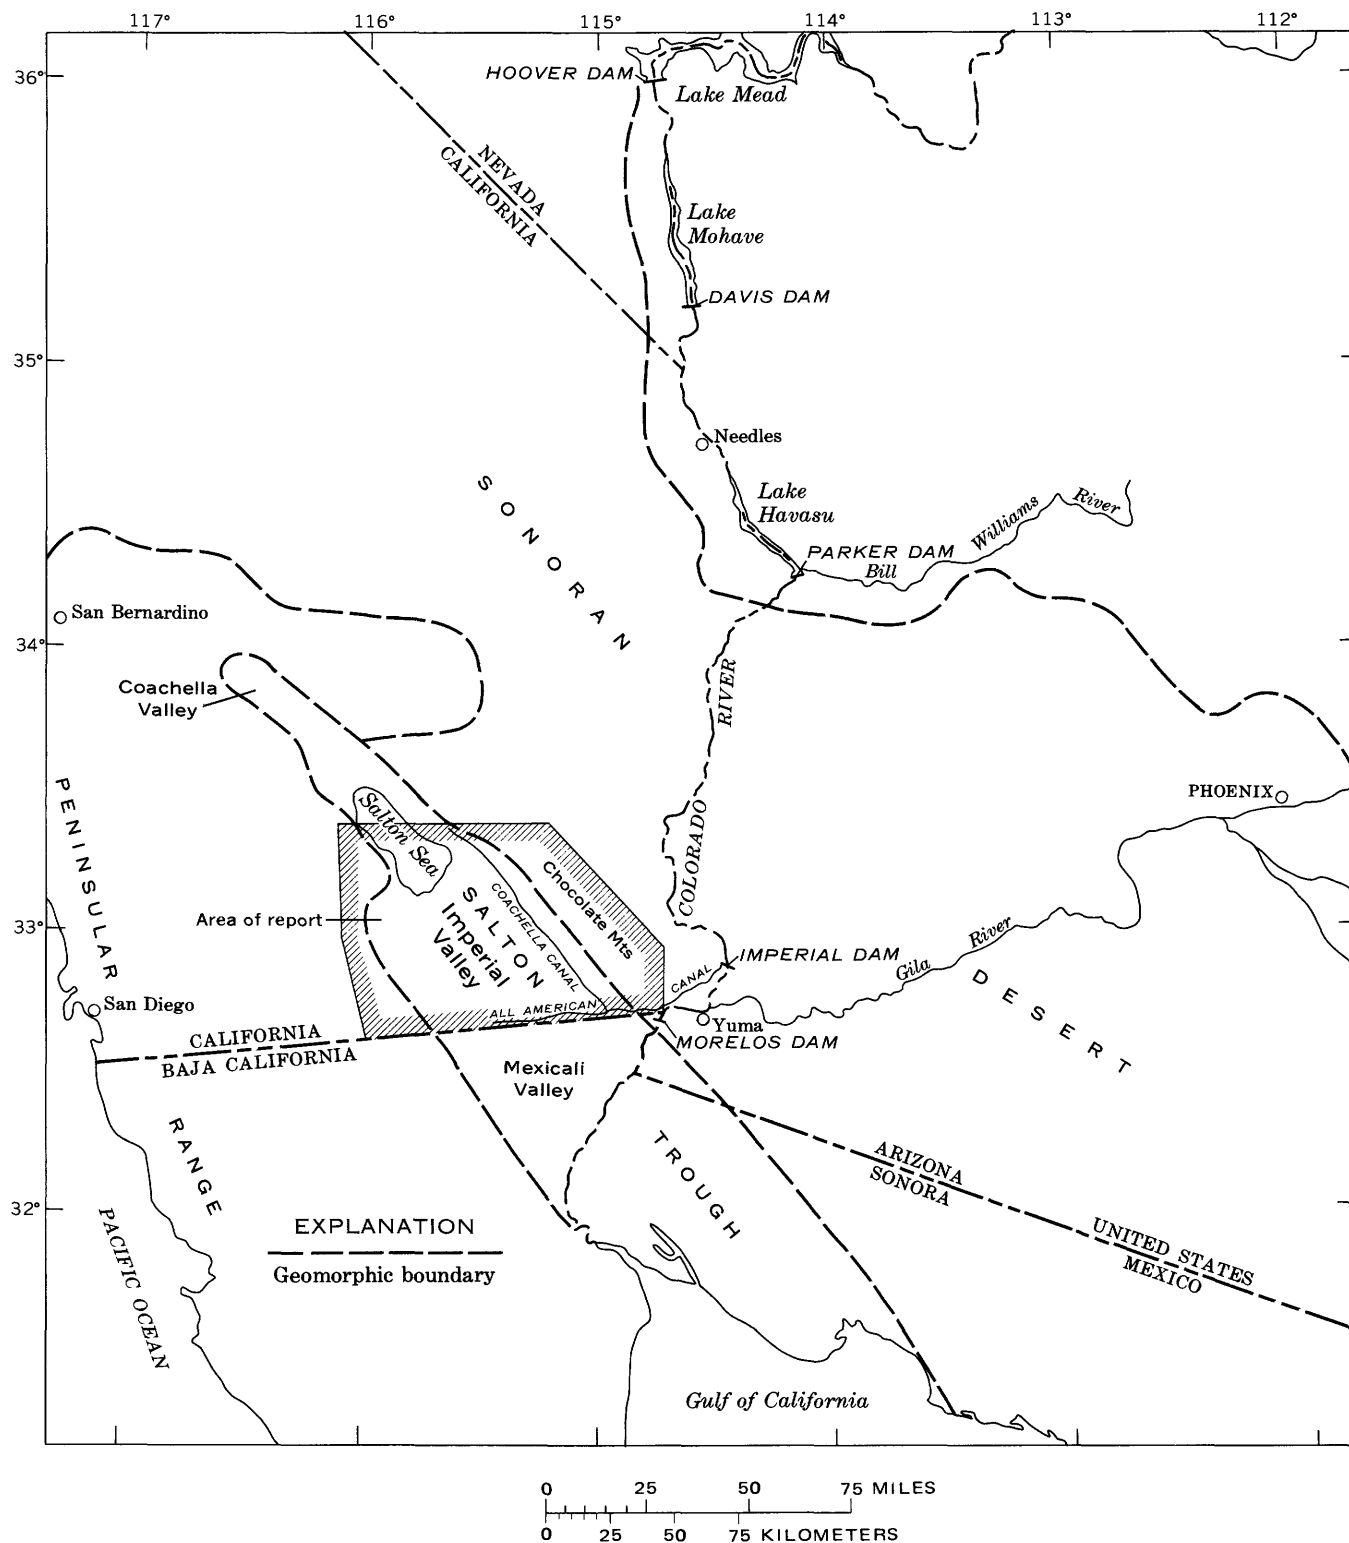 117° 116° 115° 114° 113° 112°
36°
HOOVER DAM
Lake Mead
NEVADA
CALIFORNIA
Lake
Mohave
DAVIS DAM
35°
Needles
SONORAN
Lake
Havasu
PARKER DAM
Bill Williams River
San Bernardino
34°
Coachella
Valley
COLORADO RIVER
PENINSULAR
Salton Sea
PHOENIX
Chocolate Mts
COACHELLA CANAL
SALTON
Imperial
Valley
Area of report
33°
IMPERIAL DAM
Gila River
DESERT
San Diego
ALL AMERICAN CANAL
Yuma
MORELOS DAM
CALIFORNIA
BAJA CALIFORNIA
Mexicali
Valley
RANGE
TROUGH
ARIZONA
SONORA
32°
PACIFIC OCEAN
UNITED STATES
MEXICO
EXPLANATION
Geomorphic boundary
Gulf of California
0 25 50 75 MILES
0 25 50 75 KILOMETERS